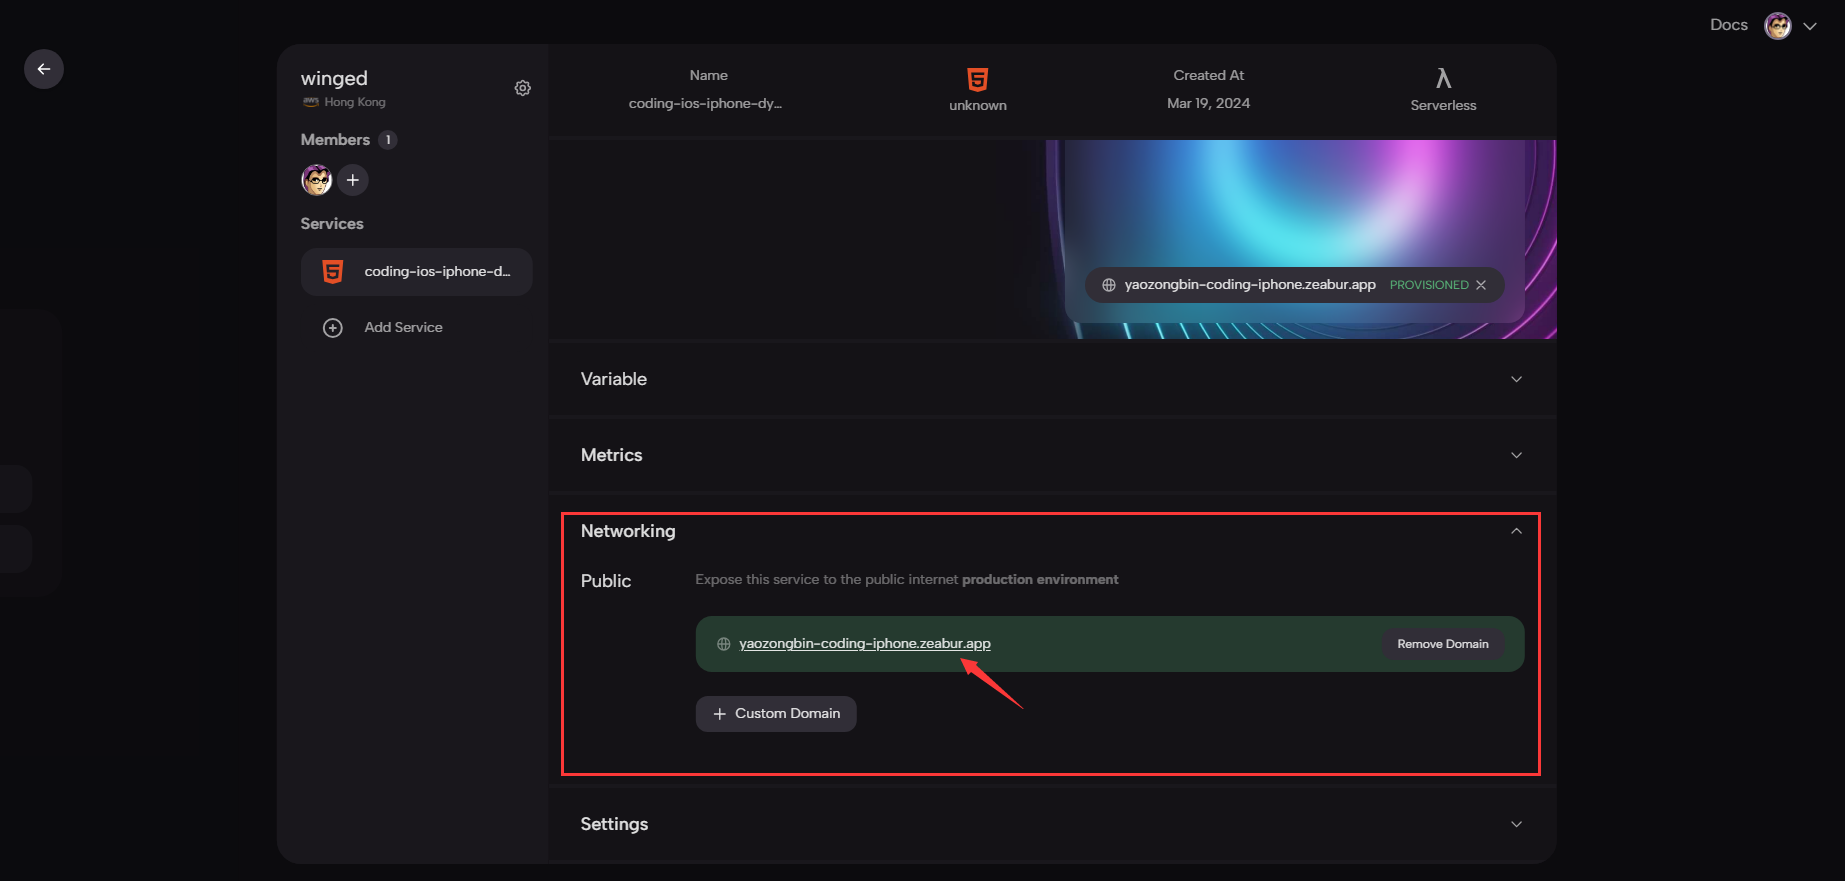 Docs
winged
aws Hong Kong
Members 1
Services
coding-ios-iphone-d...
Add Service
Name
coding-ios-iphone-dy...
unknown
Created At
Mar 19, 2024
Serverless
yaozongbin-coding-iphone.zeabur.app PROVISIONED
Variable
Metrics
Networking
Public
Expose this service to the public internet production environment
yaozongbin-coding-iphone.zeabur.app
Remove Domain
Custom Domain
Settings